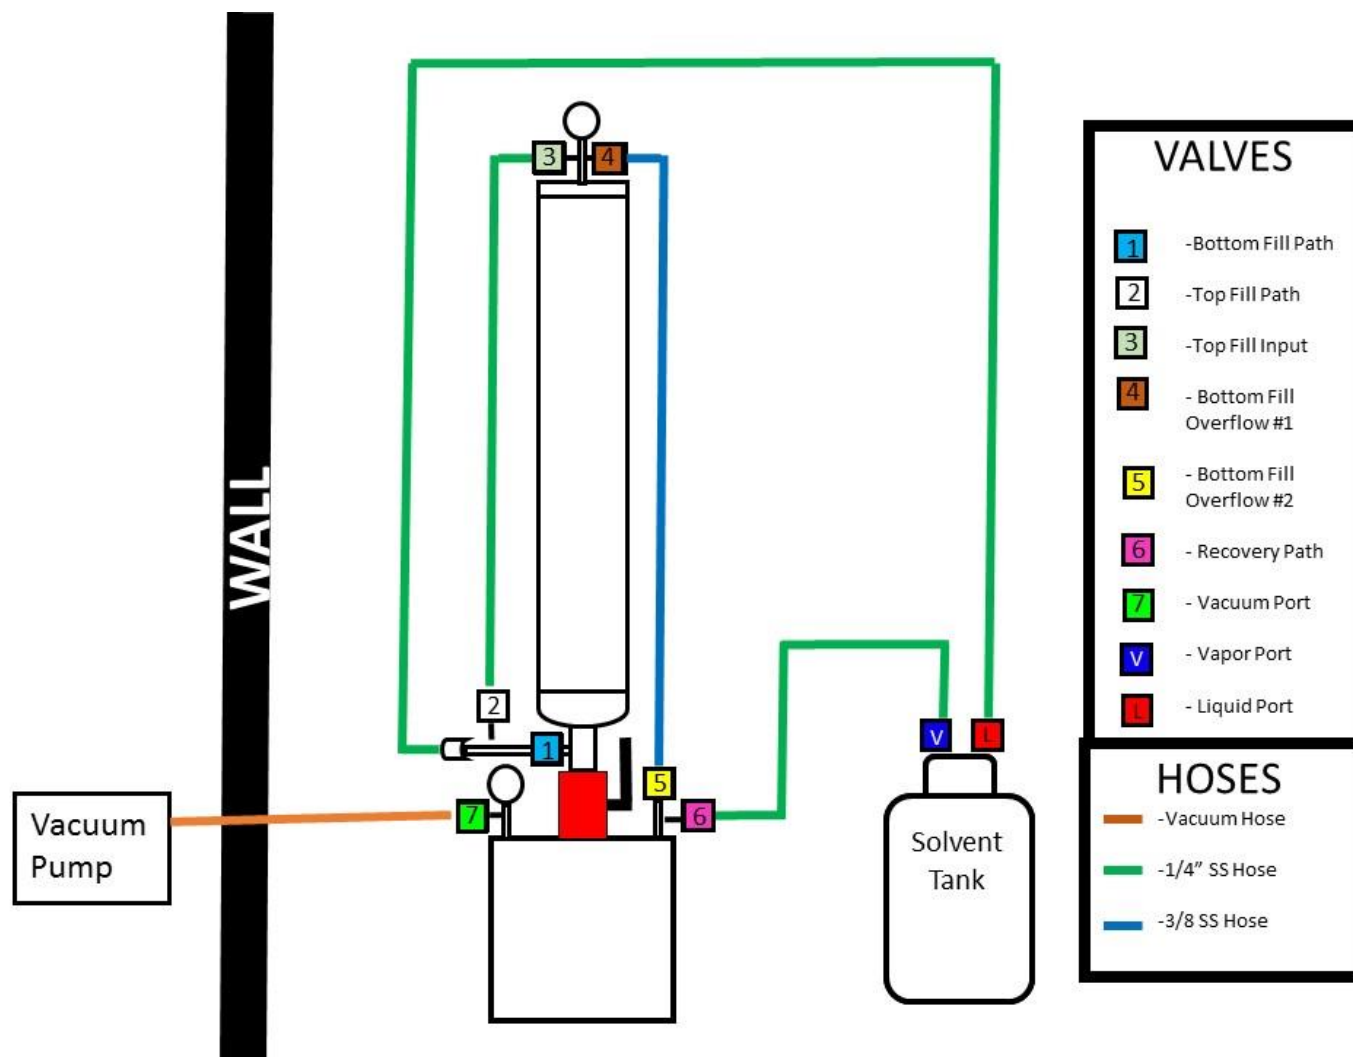 3
4
WALL
2
1
5
7
6
Vacuum
Pump
V
L
Solvent
Tank
VALVES
1 -Bottom Fill Path
2 -Top Fill Path
3 -Top Fill Input
4 - Bottom Fill
Overflow #1
5 - Bottom Fill
Overflow #2
6 - Recovery Path
7 - Vacuum Port
V - Vapor Port
L - Liquid Port
HOSES
-Vacuum Hose
-1/4” SS Hose
-3/8 SS Hose